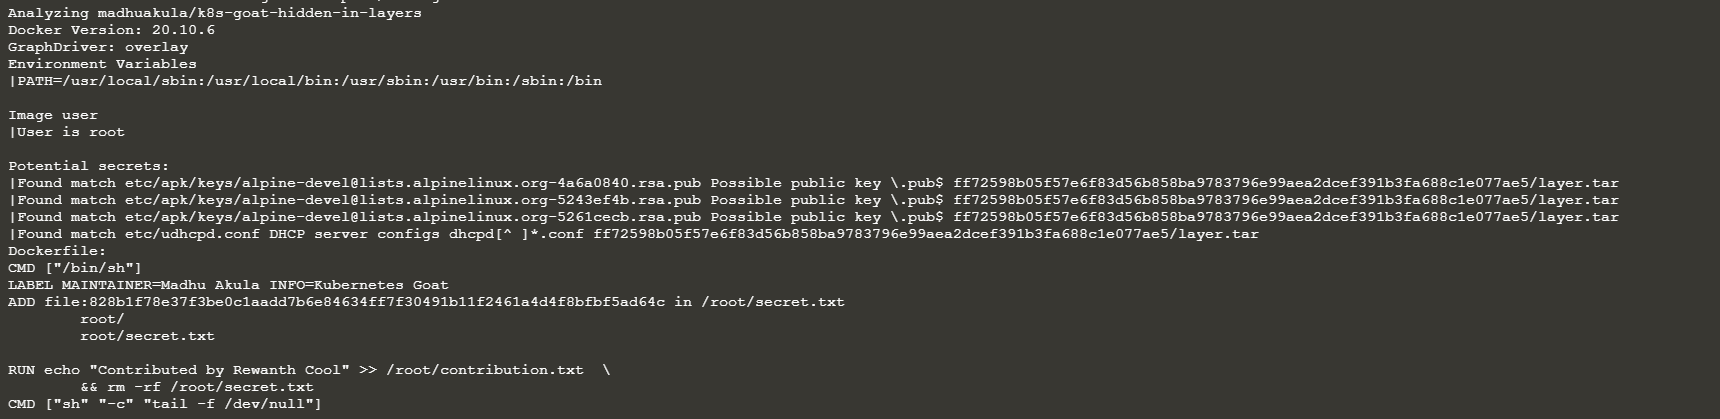 Analyzing madhuakula/k8s-goat-hidden-in-layers
Docker Version: 20.10.6
GraphDriver: overlay
Environment Variables
|PATH=/usr/local/sbin:/usr/local/bin:/usr/sbin:/usr/bin:/sbin:/bin
Image user
|User is root
Potential secrets:
|Found match etc/apk/keys/alpine-devel@lists.alpinelinux.org-4a6a0840.rsa.pub Possible public key \.pub$ ff72598b05f57e6f83d56b858ba9783796e99aea2dcef391b3fa688c1e077ae5/layer.tar
|Found match etc/apk/keys/alpine-devel@lists.alpinelinux.org-5243ef4b.rsa.pub Possible public key \.pub$ ff72598b05f57e6f83d56b858ba9783796e99aea2dcef391b3fa688c1e077ae5/layer.tar
|Found match etc/apk/keys/alpine-devel@lists.alpinelinux.org-5261cecb.rsa.pub Possible public key \.pub$ ff72598b05f57e6f83d56b858ba9783796e99aea2dcef391b3fa688c1e077ae5/layer.tar
|Found match etc/udhcpd.conf DHCP server configs dhcpd[^ ]*.conf ff72598b05f57e6f83d56b858ba9783796e99aea2dcef391b3fa688c1e077ae5/layer.tar
Dockerfile:
CMD ["/bin/sh"]
LABEL MAINTAINER=Madhu Akula INFO=Kubernetes Goat
ADD file:828b1f78e37f3be0c1aadd7b6e84634ff7f30491b11f2461a4d4f8bfbf5ad64c in /root/secret.txt
root/
root/secret.txt
RUN echo "Contributed by Rewanth Cool" >> /root/contribution.txt \
&& rm -rf /root/secret.txt
CMD ["sh" "-c" "tail -f /dev/null"]